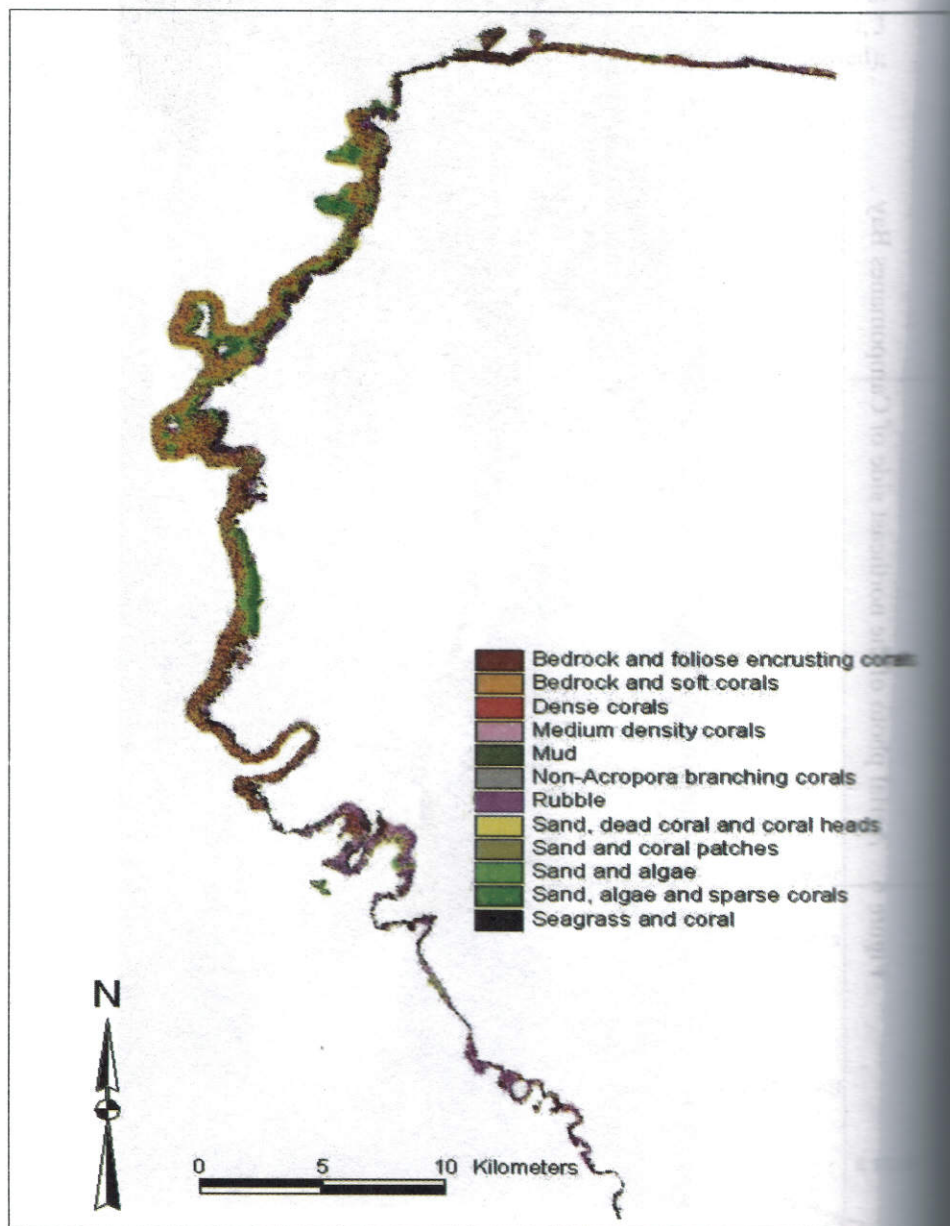 Bedrock and foliose encrusting corals
Bedrock and soft corals
Dense corals
Medium density corals
Mud
Non-Acropora branching corals
Rubble
Sand, dead coral and coral heads
Sand and coral patches
Sand and algae
Sand, algae and sparse corals
Seagrass and coral
N
0 5 10 Kilometers